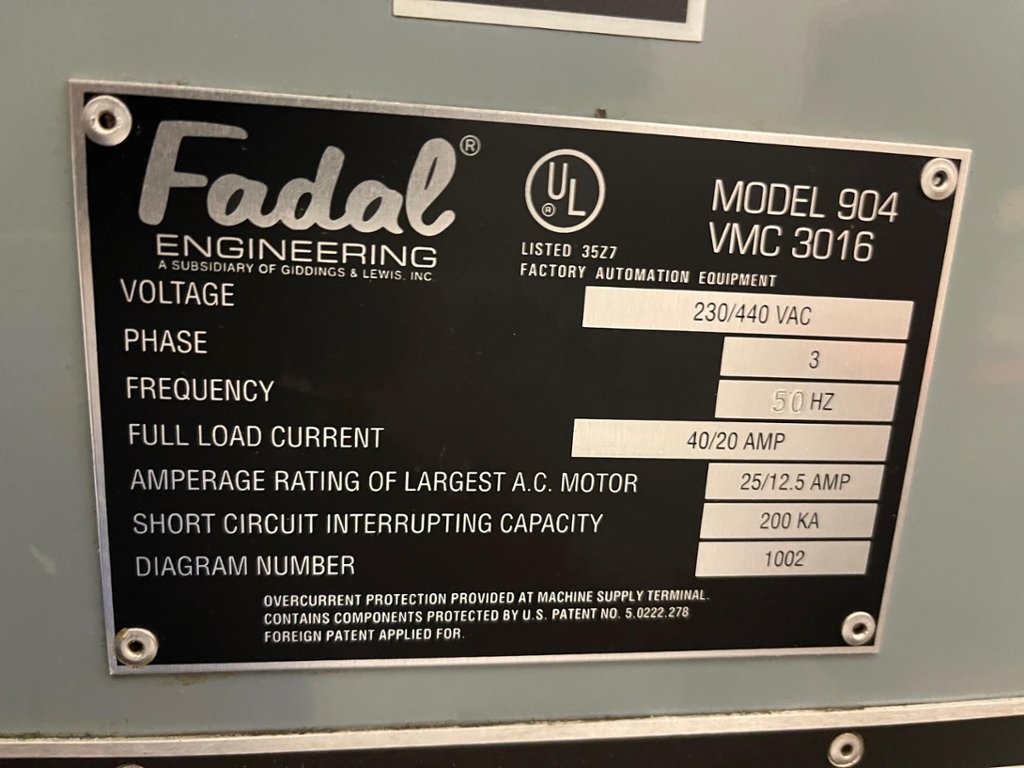 Fadal®
ENGINEERING
A SUBSIDIARY OF GIDDINGS & LEWIS, INC.
UL®
LISTED 35Z7
FACTORY AUTOMATION EQUIPMENT
MODEL 904
VMC 3016
VOLTAGE 230/440 VAC
PHASE 3
FREQUENCY 50 HZ
FULL LOAD CURRENT 40/20 AMP
AMPERAGE RATING OF LARGEST A.C. MOTOR 25/12.5 AMP
SHORT CIRCUIT INTERRUPTING CAPACITY 200 KA
DIAGRAM NUMBER 1002
OVERCURRENT PROTECTION PROVIDED AT MACHINE SUPPLY TERMINAL.
CONTAINS COMPONENTS PROTECTED BY U.S. PATENT NO. 5.0222.278
FOREIGN PATENT APPLIED FOR.